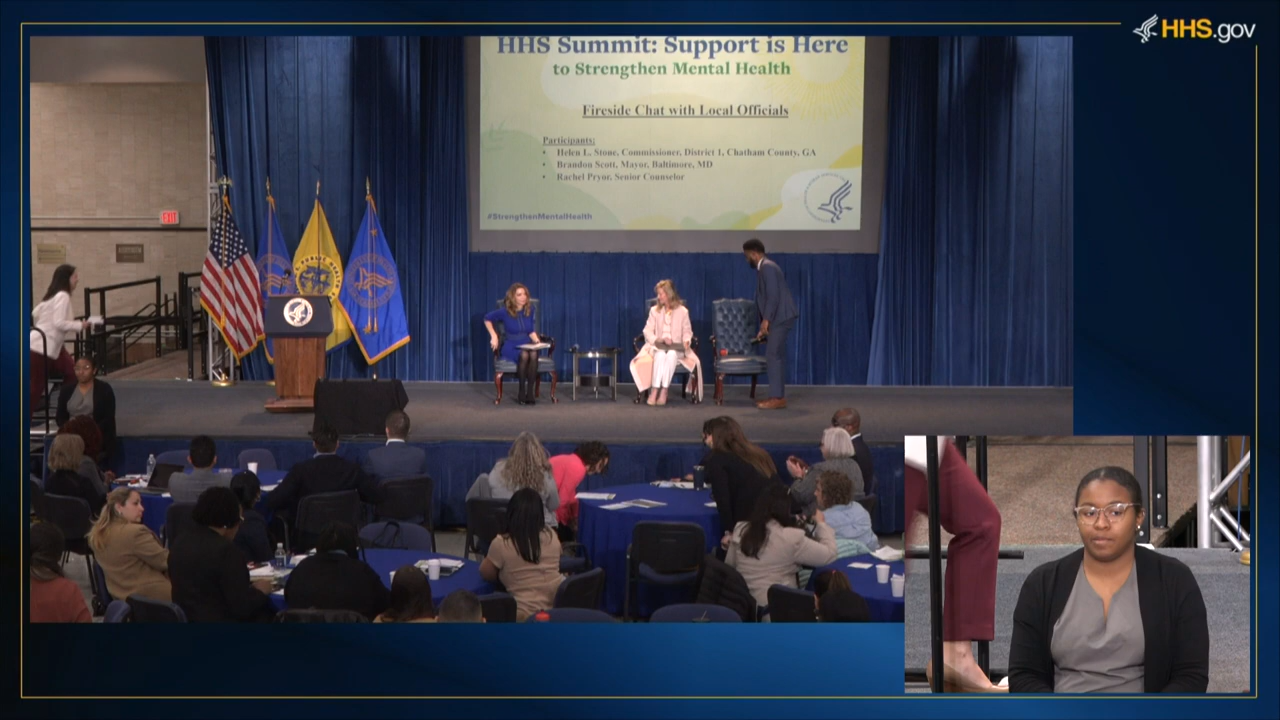 HHS.gov
HHS Summit: Support is Here
to Strengthen Mental Health
Fireside Chat with Local Officials
Participants:
• Helen L. Stone, Commissioner, District 1, Chatham County, GA
• Brandon Scott, Mayor, Baltimore, MD
• Rachel Pryor, Senior Counselor
#StrengthenMentalHealth
EXIT